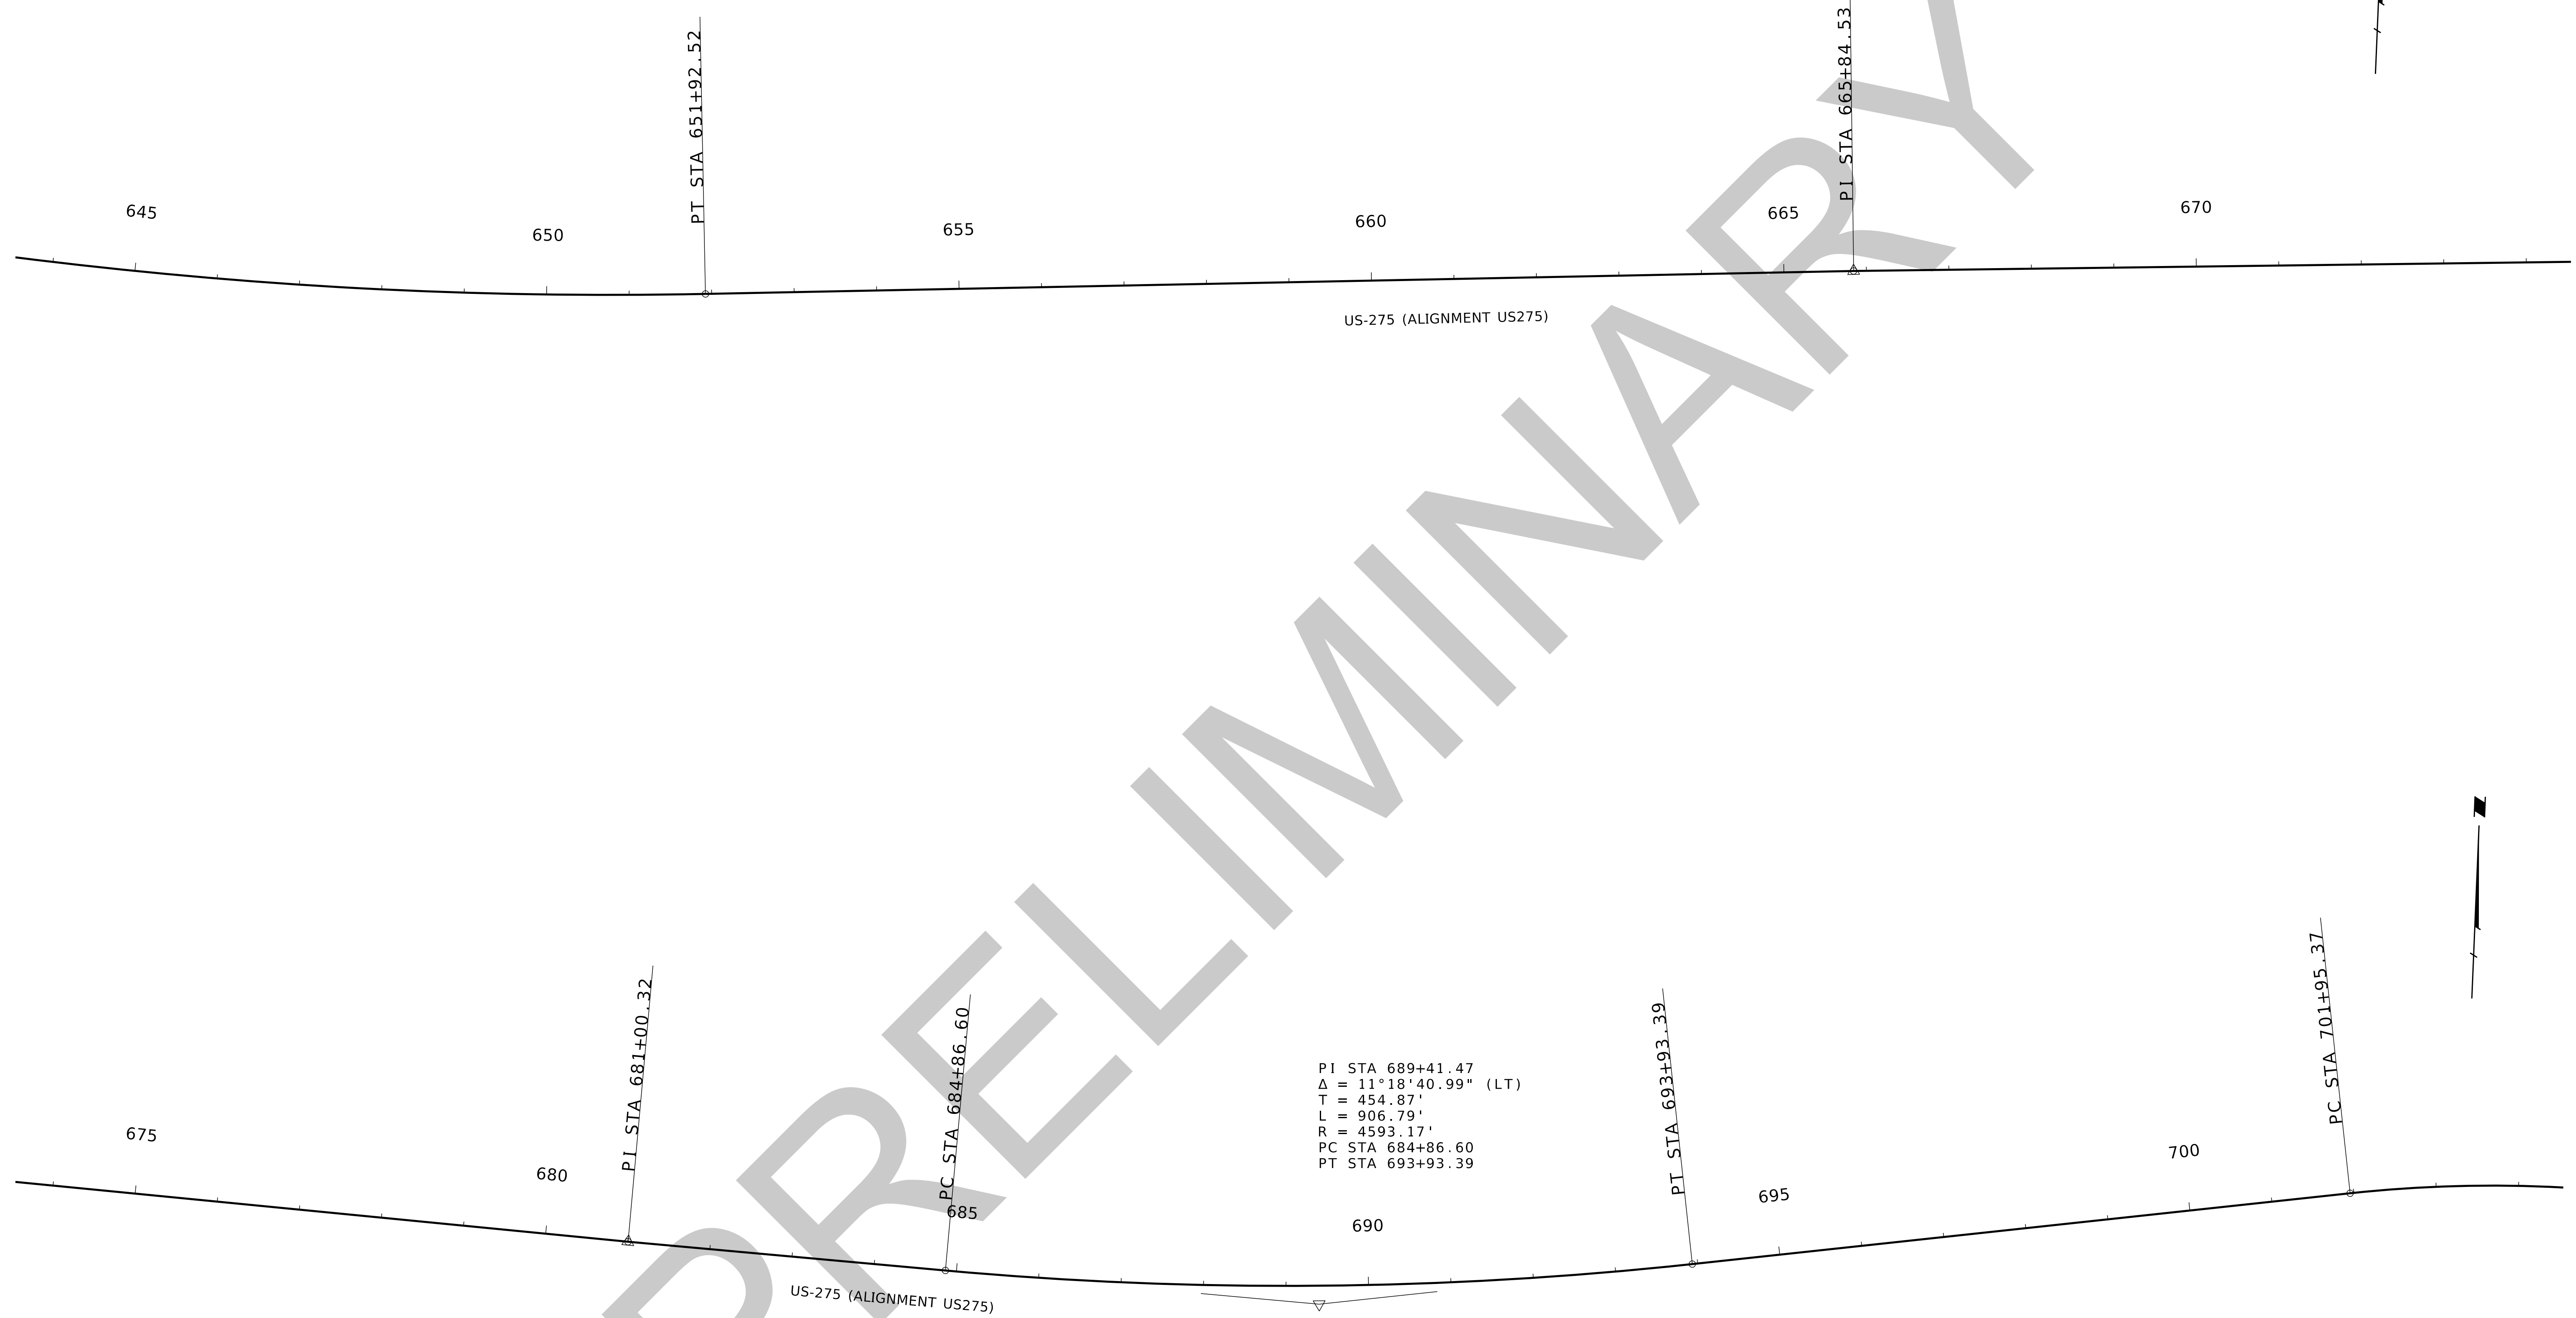 PT STA 651+92.52
PI STA 665+84.53
645
650
655
660
665
670
US-275 (ALIGNMENT US275)
PRELIMINARY
N
PI STA 681+00.32
PC STA 684+86.60
PT STA 693+93.39
PC STA 701+95.37
PI STA 689+41.47
Δ = 11°18'40.99" (LT)
T = 454.87'
L = 906.79'
R = 4593.17'
PC STA 684+86.60
PT STA 693+93.39
675
680
685
690
695
700
US-275 (ALIGNMENT US275)